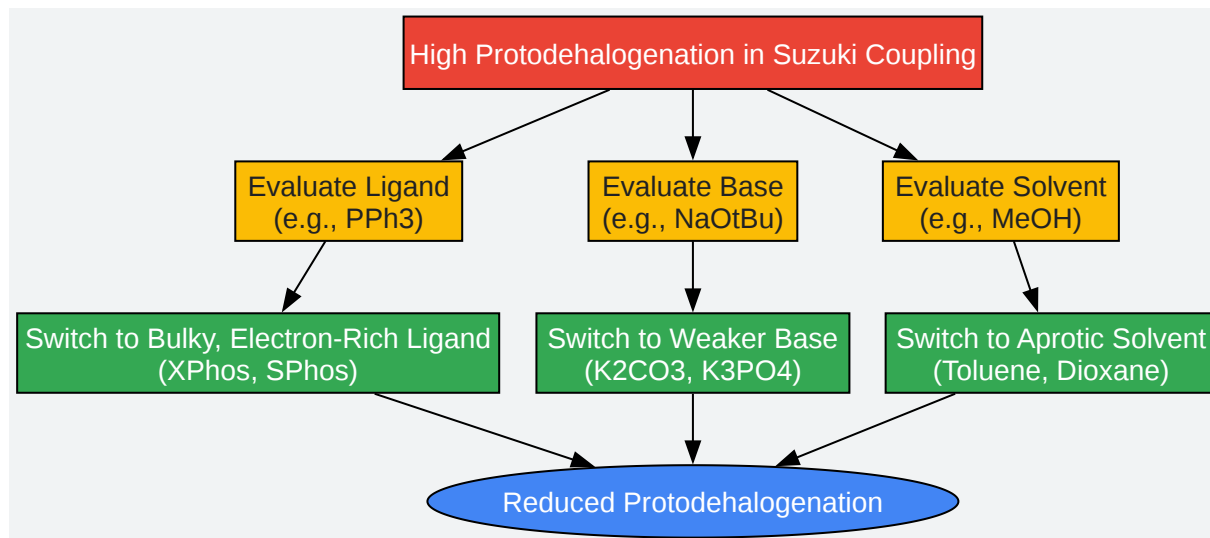 High Protodehalogenation in Suzuki Coupling
Evaluate Ligand
(e.g., PPh3)
Evaluate Base
(e.g., NaOtBu)
Evaluate Solvent
(e.g., MeOH)
Switch to Bulky, Electron-Rich Ligand
(XPhos, SPhos)
Switch to Weaker Base
(K2CO3, K3PO4)
Switch to Aprotic Solvent
(Toluene, Dioxane)
Reduced Protodehalogenation